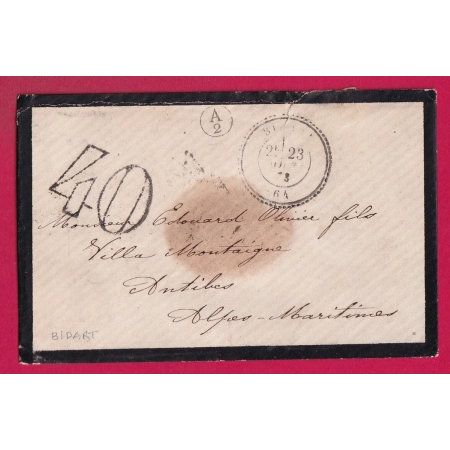 A
2
23
64
40
Monsieur Edouard Olivier fils
Villa Montaigne
Antibes
Alpes-Maritimes
BIDART